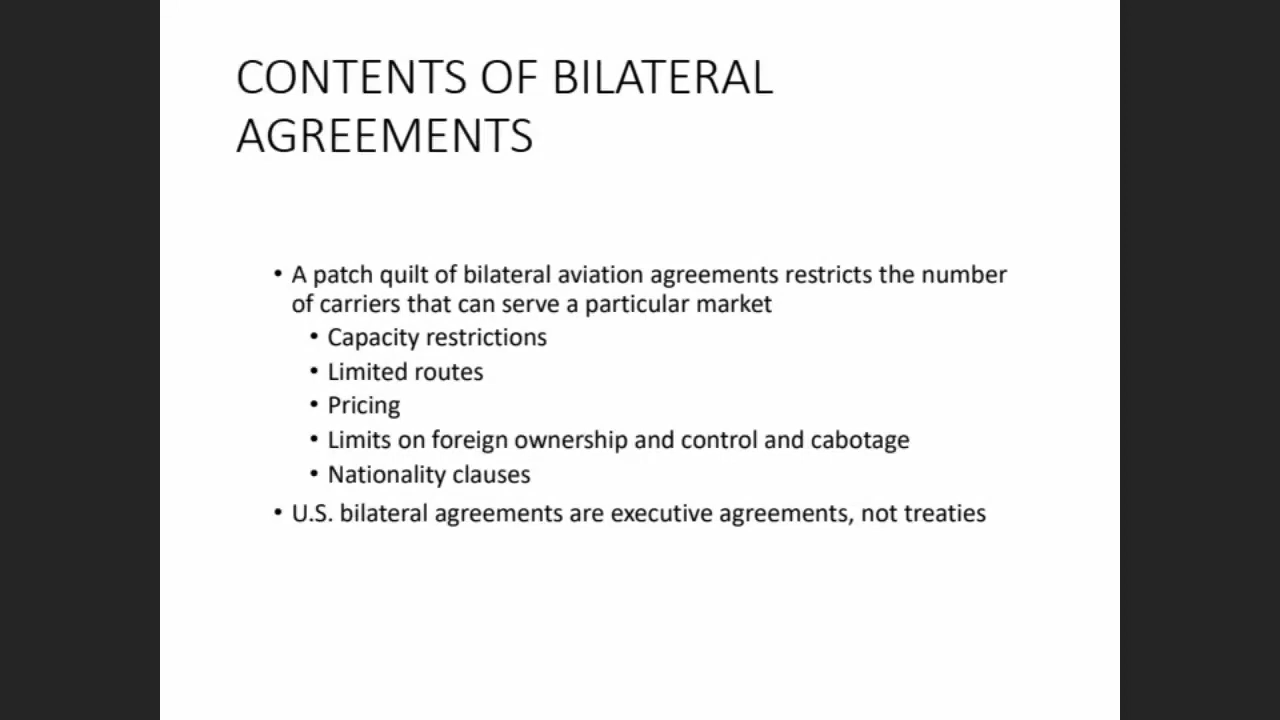 CONTENTS OF BILATERAL
AGREEMENTS
• A patch quilt of bilateral aviation agreements restricts the number
of carriers that can serve a particular market
• Capacity restrictions
• Limited routes
• Pricing
• Limits on foreign ownership and control and cabotage
• Nationality clauses
• U.S. bilateral agreements are executive agreements, not treaties